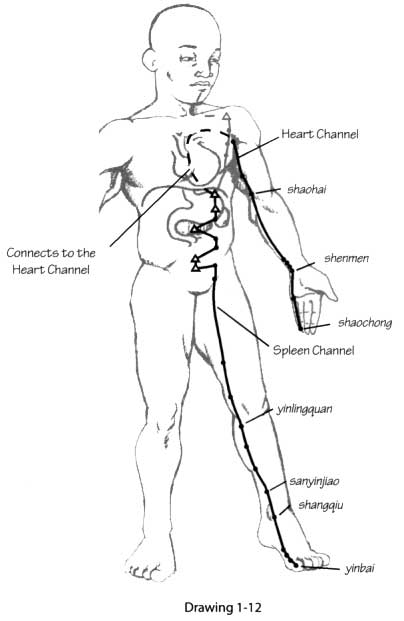 Heart Channel
shaohai
Connects to the
Heart Channel
shenmen
shaochong
Spleen Channel
yinlingquan
sanyinjiao
shangqiu
yinbai
Drawing 1-12